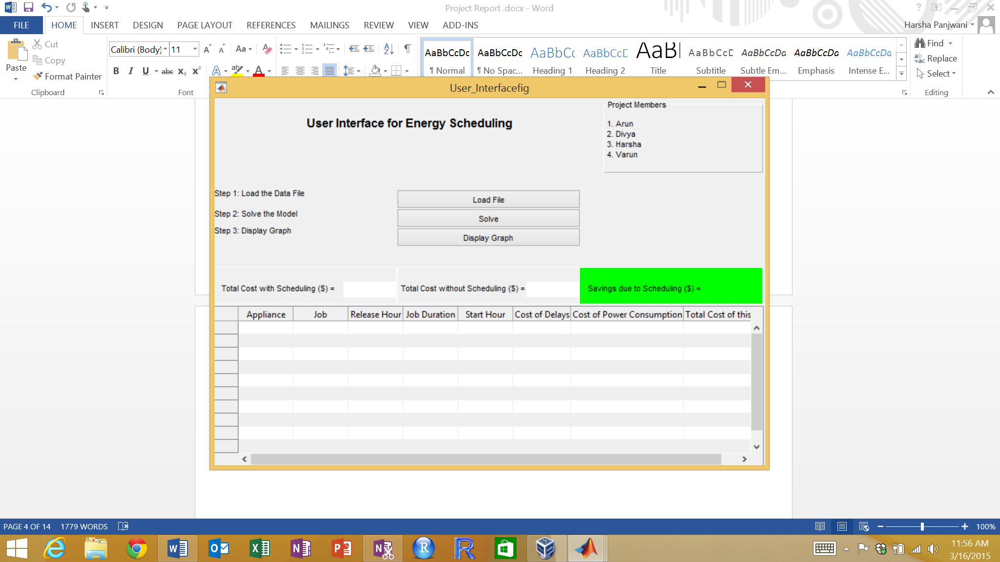 Project Report .docx - Word
FILE HOME INSERT DESIGN PAGE LAYOUT REFERENCES MAILINGS REVIEW VIEW ADD-INS Harsha Panjwani
Paste
Cut
Copy
Format Painter
Clipboard
Calibri (Body) 11
Font
AaBbCcDc AaBbCcDc AaBbCc AaBbCcD AaBl AaBbCcD AaBbCcDa AaBbCcDa AaBbCcDa
¶ Normal ¶ No Spac... Heading 1 Heading 2 Title Subtitle Subtle Em... Emphasis Intense E...
Find
Replace
Select
Editing
User_Interfacefig
User Interface for Energy Scheduling
Project Members
1. Arun
2. Divya
3. Harsha
4. Varun
Step 1: Load the Data File Load File
Step 2: Solve the Model Solve
Step 3: Display Graph Display Graph
Total Cost with Scheduling ($) = Total Cost without Scheduling ($) = Savings due to Scheduling ($) =
Appliance Job Release Hour Job Duration Start Hour Cost of Delays Cost of Power Consumption Total Cost of this
PAGE 4 OF 14 1779 WORDS 100%
11:56 AM
3/16/2015